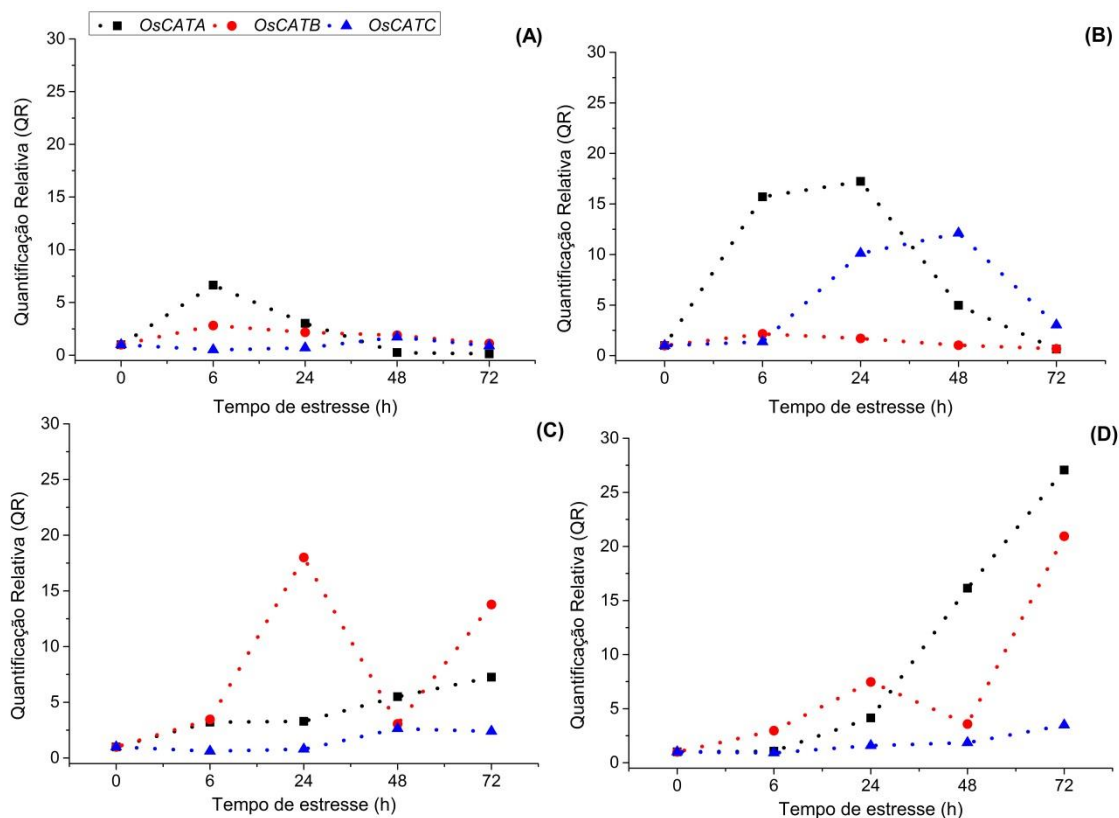 OsCATA OsCATB OsCATC
(A)
30
25
20
15
10
5
0
Quantificação Relativa (QR)
0 6 24 48 72
Tempo de estresse (h)
(B)
30
25
20
15
10
5
0
Quantificação Relativa (QR)
0 6 24 48 72
Tempo de estresse (h)
(C)
30
25
20
15
10
5
0
Quantificação Relativa (QR)
0 6 24 48 72
Tempo de estresse (h)
(D)
30
25
20
15
10
5
0
Quantificação Relativa (QR)
0 6 24 48 72
Tempo de estresse (h)